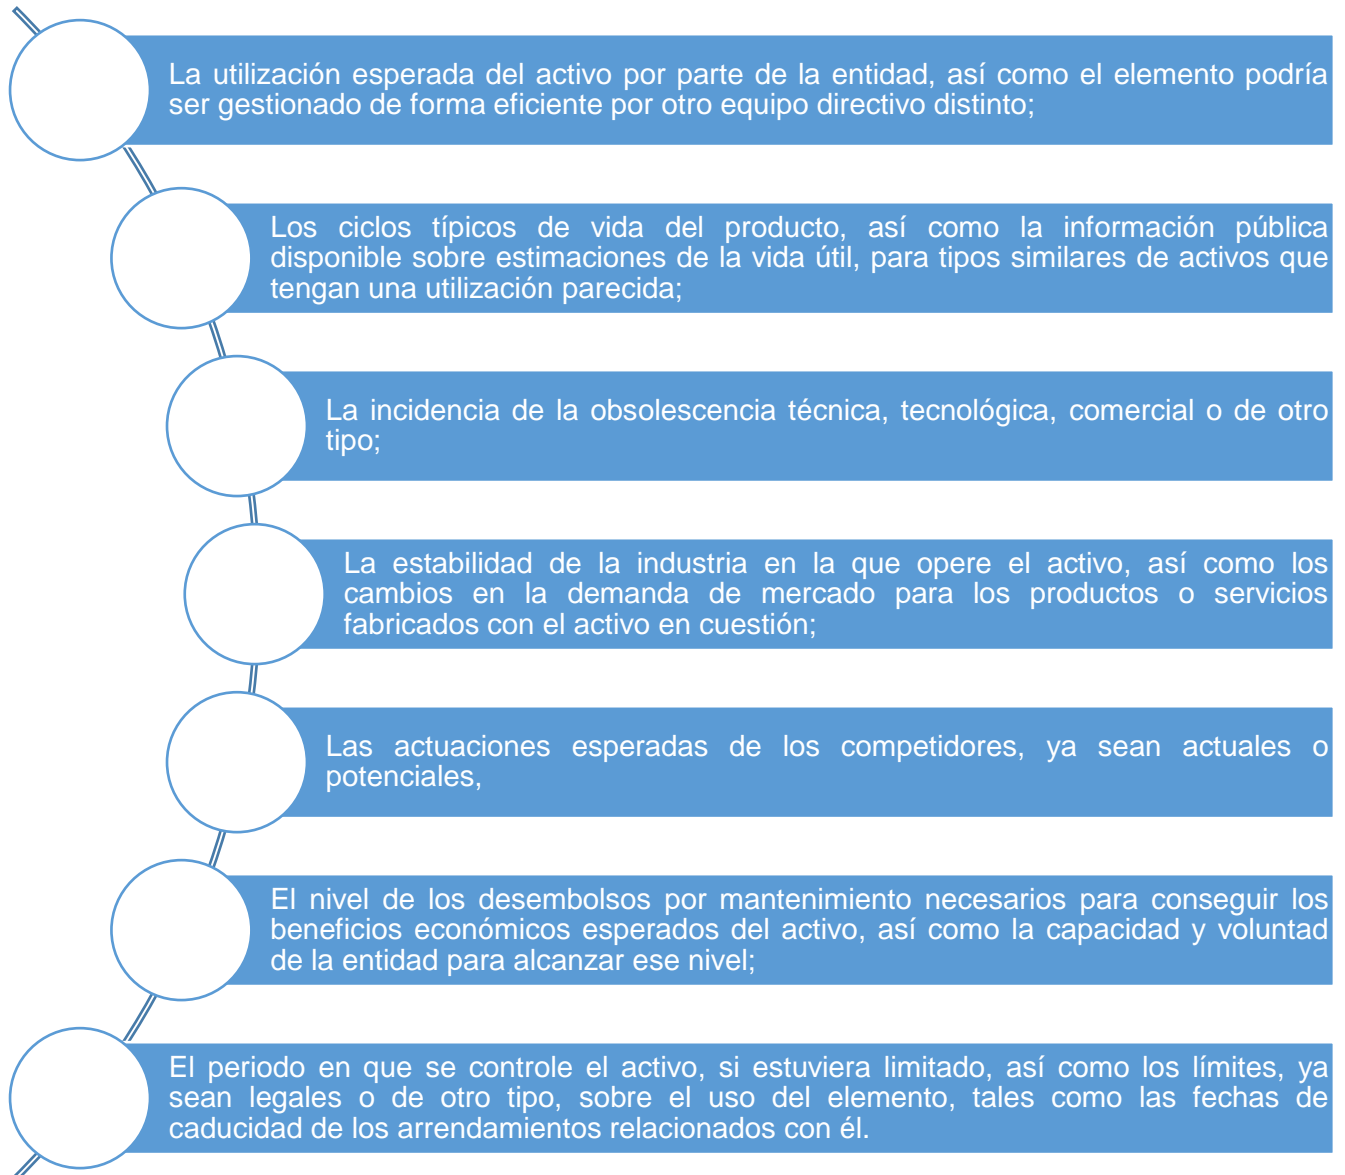 La utilización esperada del activo por parte de la entidad, así como el elemento podría
ser gestionado de forma eficiente por otro equipo directivo distinto;
Los ciclos típicos de vida del producto, así como la información pública
disponible sobre estimaciones de la vida útil, para tipos similares de activos que
tengan una utilización parecida;
La incidencia de la obsolescencia técnica, tecnológica, comercial o de otro
tipo;
La estabilidad de la industria en la que opere el activo, así como los
cambios en la demanda de mercado para los productos o servicios
fabricados con el activo en cuestión;
Las actuaciones esperadas de los competidores, ya sean actuales o
potenciales,
El nivel de los desembolsos por mantenimiento necesarios para conseguir los
beneficios económicos esperados del activo, así como la capacidad y voluntad
de la entidad para alcanzar ese nivel;
El periodo en que se controle el activo, si estuviera limitado, así como los límites, ya
sean legales o de otro tipo, sobre el uso del elemento, tales como las fechas de
caducidad de los arrendamientos relacionados con él.